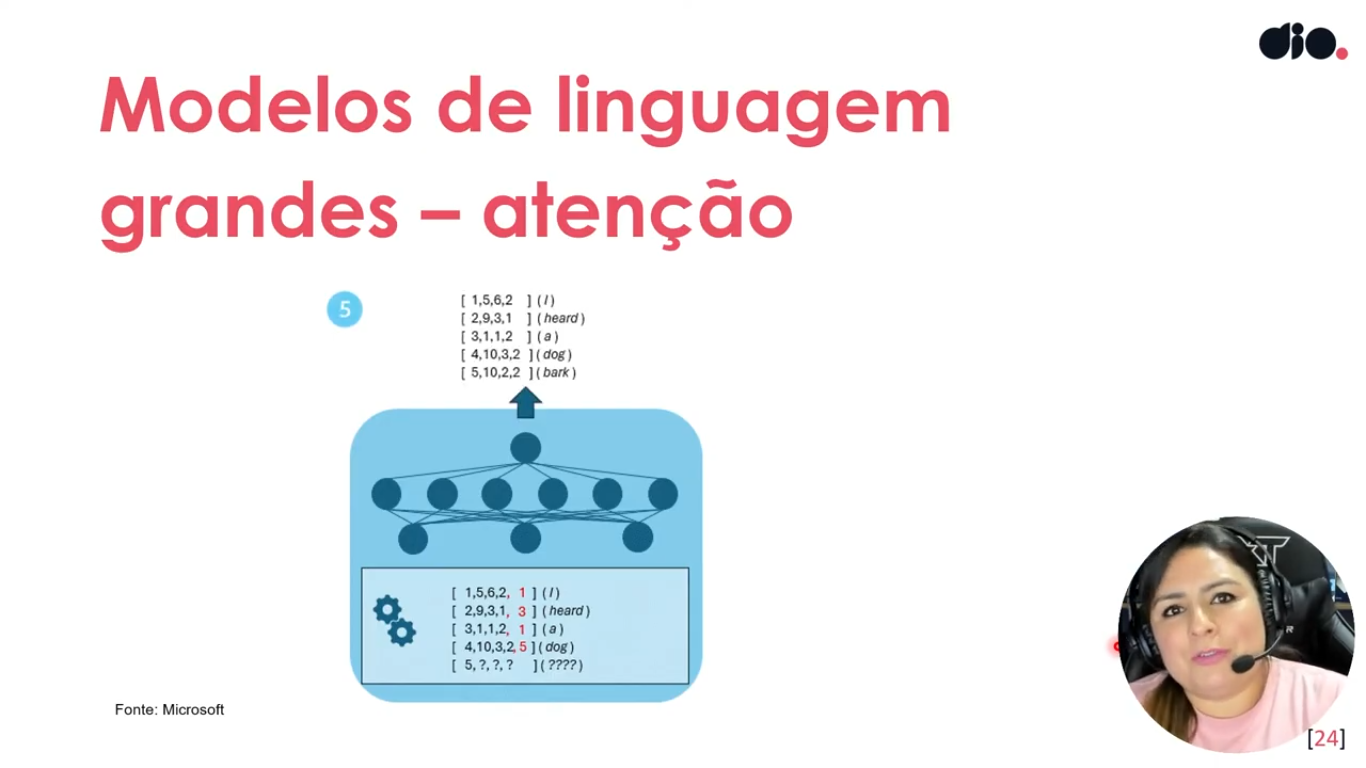 dio.
Modelos de linguagem
grandes – atenção
5
[ 1,5,6,2 ] ( I )
[ 2,9,3,1 ] ( heard )
[ 3,1,1,2 ] ( a )
[ 4,10,3,2 ] ( dog )
[ 5,10,2,2 ] ( bark )
[ 1,5,6,2, 1 ] ( I )
[ 2,9,3,1, 3 ] ( heard )
[ 3,1,1,2, 1 ] ( a )
[ 4,10,3,2, 5 ] ( dog )
[ 5, ?, ?, ? ] ( ???? )
Fonte: Microsoft
[24]